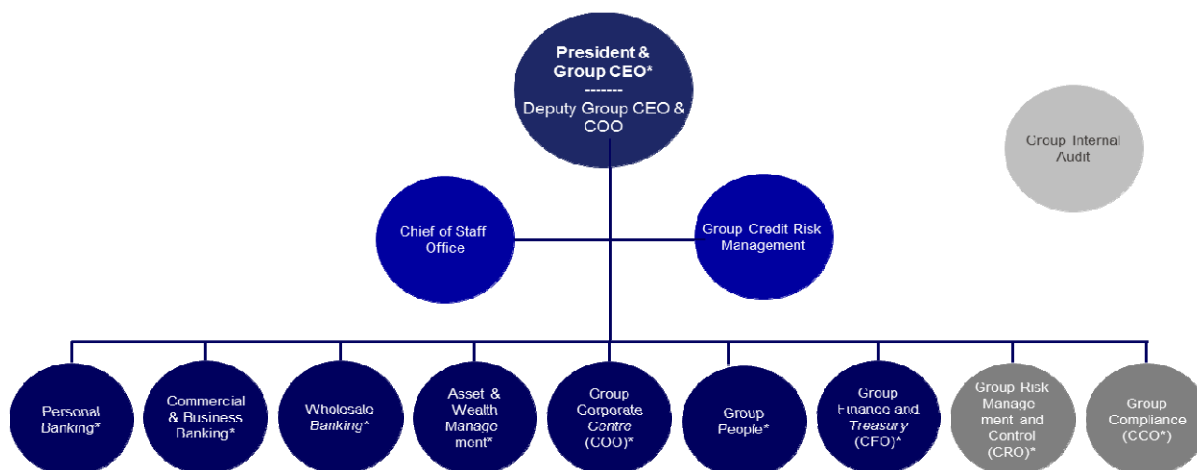 President &
Group CEO*
-------
Deputy Group CEO &
COO
Group Internal
Audit
Chief of Staff
Office
Group Credit Risk
Management
Personal
Banking*
Commercial
& Business
Banking*
Wholesale
Banking*
Asset &
Wealth
Manage
ment*
Group
Corporate
Centre
(COO)*
Group
People*
Group
Finance and
Treasury
(CFO)*
Group Risk
Manage
ment and
Control
(CRO)*
Group
Compliance
(CCO*)